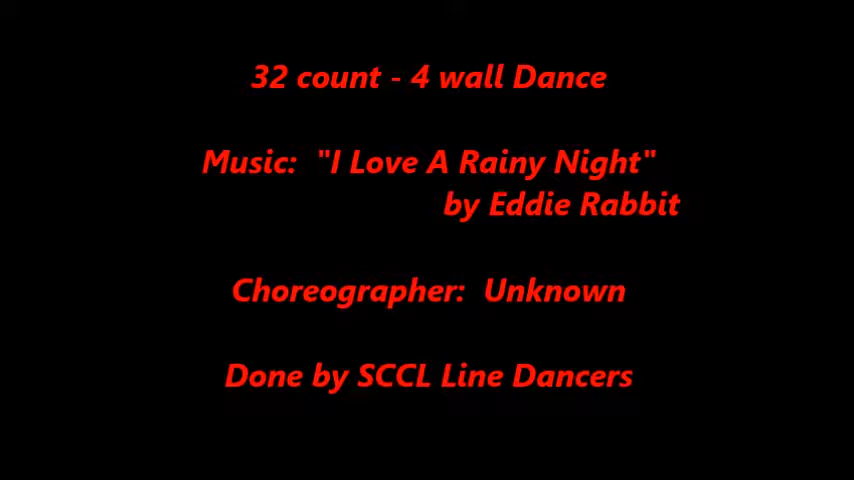 32 count - 4 wall Dance
Music:  "I Love A Rainy Night"
by Eddie Rabbit
Choreographer:  Unknown
Done by SCCL Line Dancers